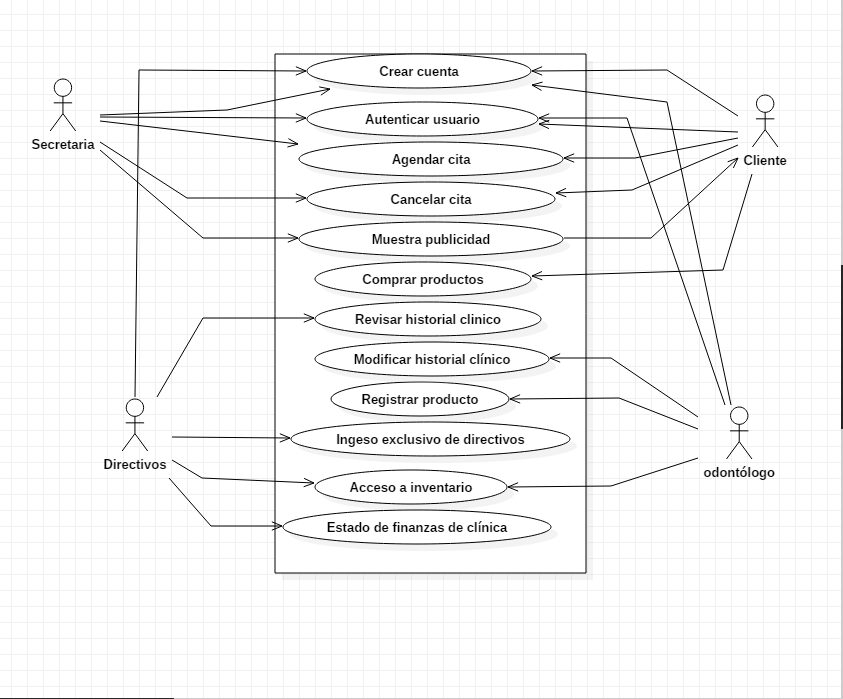 Crear cuenta
Autenticar usuario
Secretaria
Agendar cita
Cliente
Cancelar cita
Muestra publicidad
Comprar productos
Revisar historial clinico
Modificar historial clínico
Registrar producto
Ingeso exclusivo de directivos
Directivos
odontólogo
Acceso a inventario
Estado de finanzas de clínica